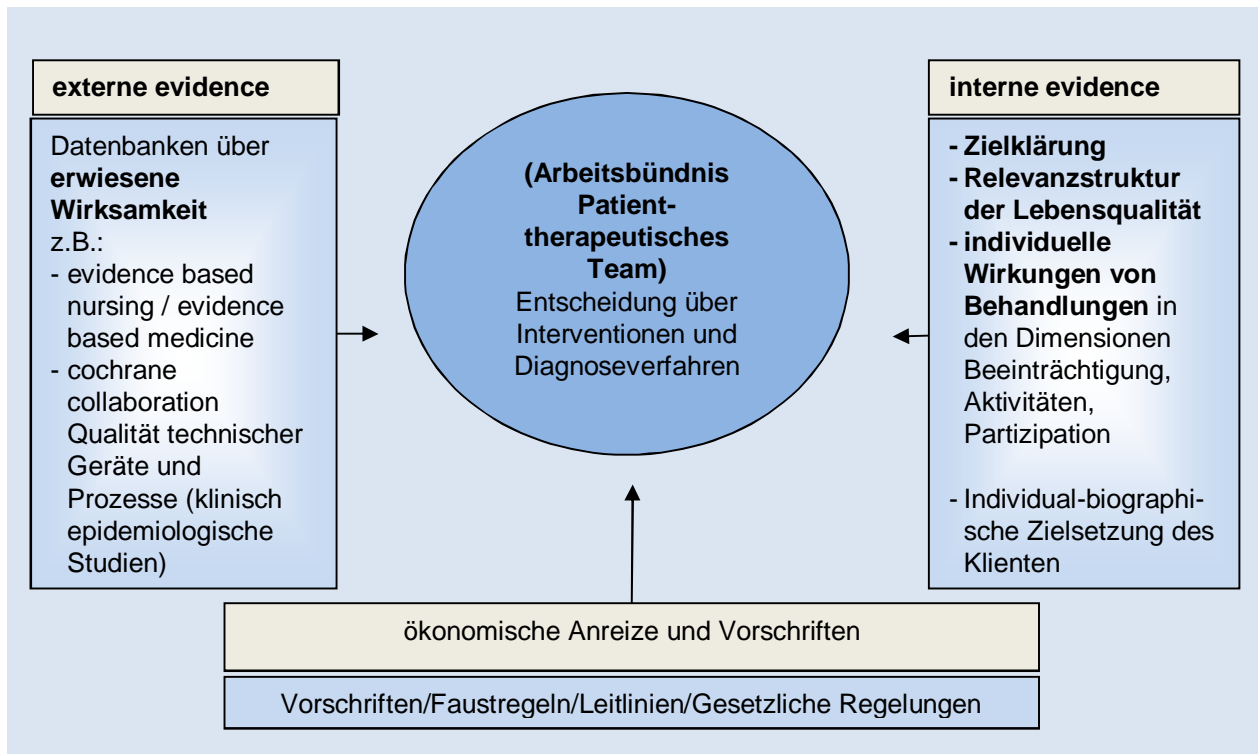 externe evidence
Datenbanken über
erwiesene
Wirksamkeit
z.B.:
- evidence based
nursing / evidence
based medicine
- cochrane
collaboration
Qualität technischer
Geräte und
Prozesse (klinisch
epidemiologische
Studien)
(Arbeitsbündnis
Patient-
therapeutisches
Team)
Entscheidung über
Interventionen und
Diagnoseverfahren
interne evidence
- Zielklärung
- Relevanzstruktur
der Lebensqualität
- individuelle
Wirkungen von
Behandlungen in
den Dimensionen
Beeinträchtigung,
Aktivitäten,
Partizipation
- Individual-biographi-
sche Zielsetzung des
Klienten
ökonomische Anreize und Vorschriften
Vorschriften/Faustregeln/Leitlinien/Gesetzliche Regelungen